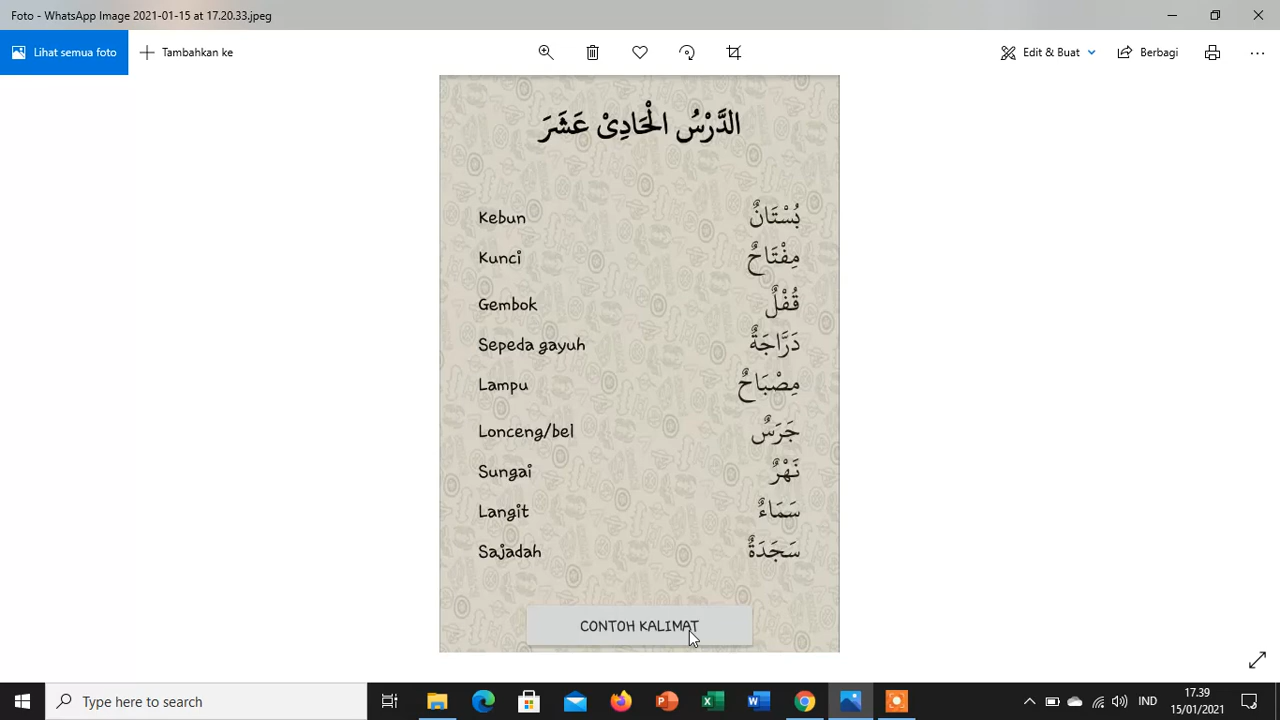 Foto - WhatsApp Image 2021-01-15 at 17.20.33.jpeg
Lihat semua foto
Tambahkan ke
Edit & Buat
Berbagi
الدَّرْسُ الْحَادِىْ عَشَرَ
Kebun بُسْتَانٌ
Kunci مِفْتَاحٌ
Gembok قُفْلٌ
Sepeda gayuh دَرَّاجَةٌ
Lampu مِصْبَاحٌ
Lonceng/bel جَرَسٌ
Sungai نَهْرٌ
Langit سَمَاءٌ
Sajadah سَجَدَةٌ
CONTOH KALIMAT
Type here to search
IND
17.39
15/01/2021